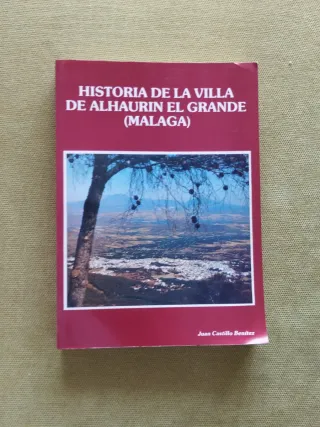 HISTORIA DE LA VILLA
DE ALHAURIN EL GRANDE
(MALAGA)
Juan Castillo Benítez